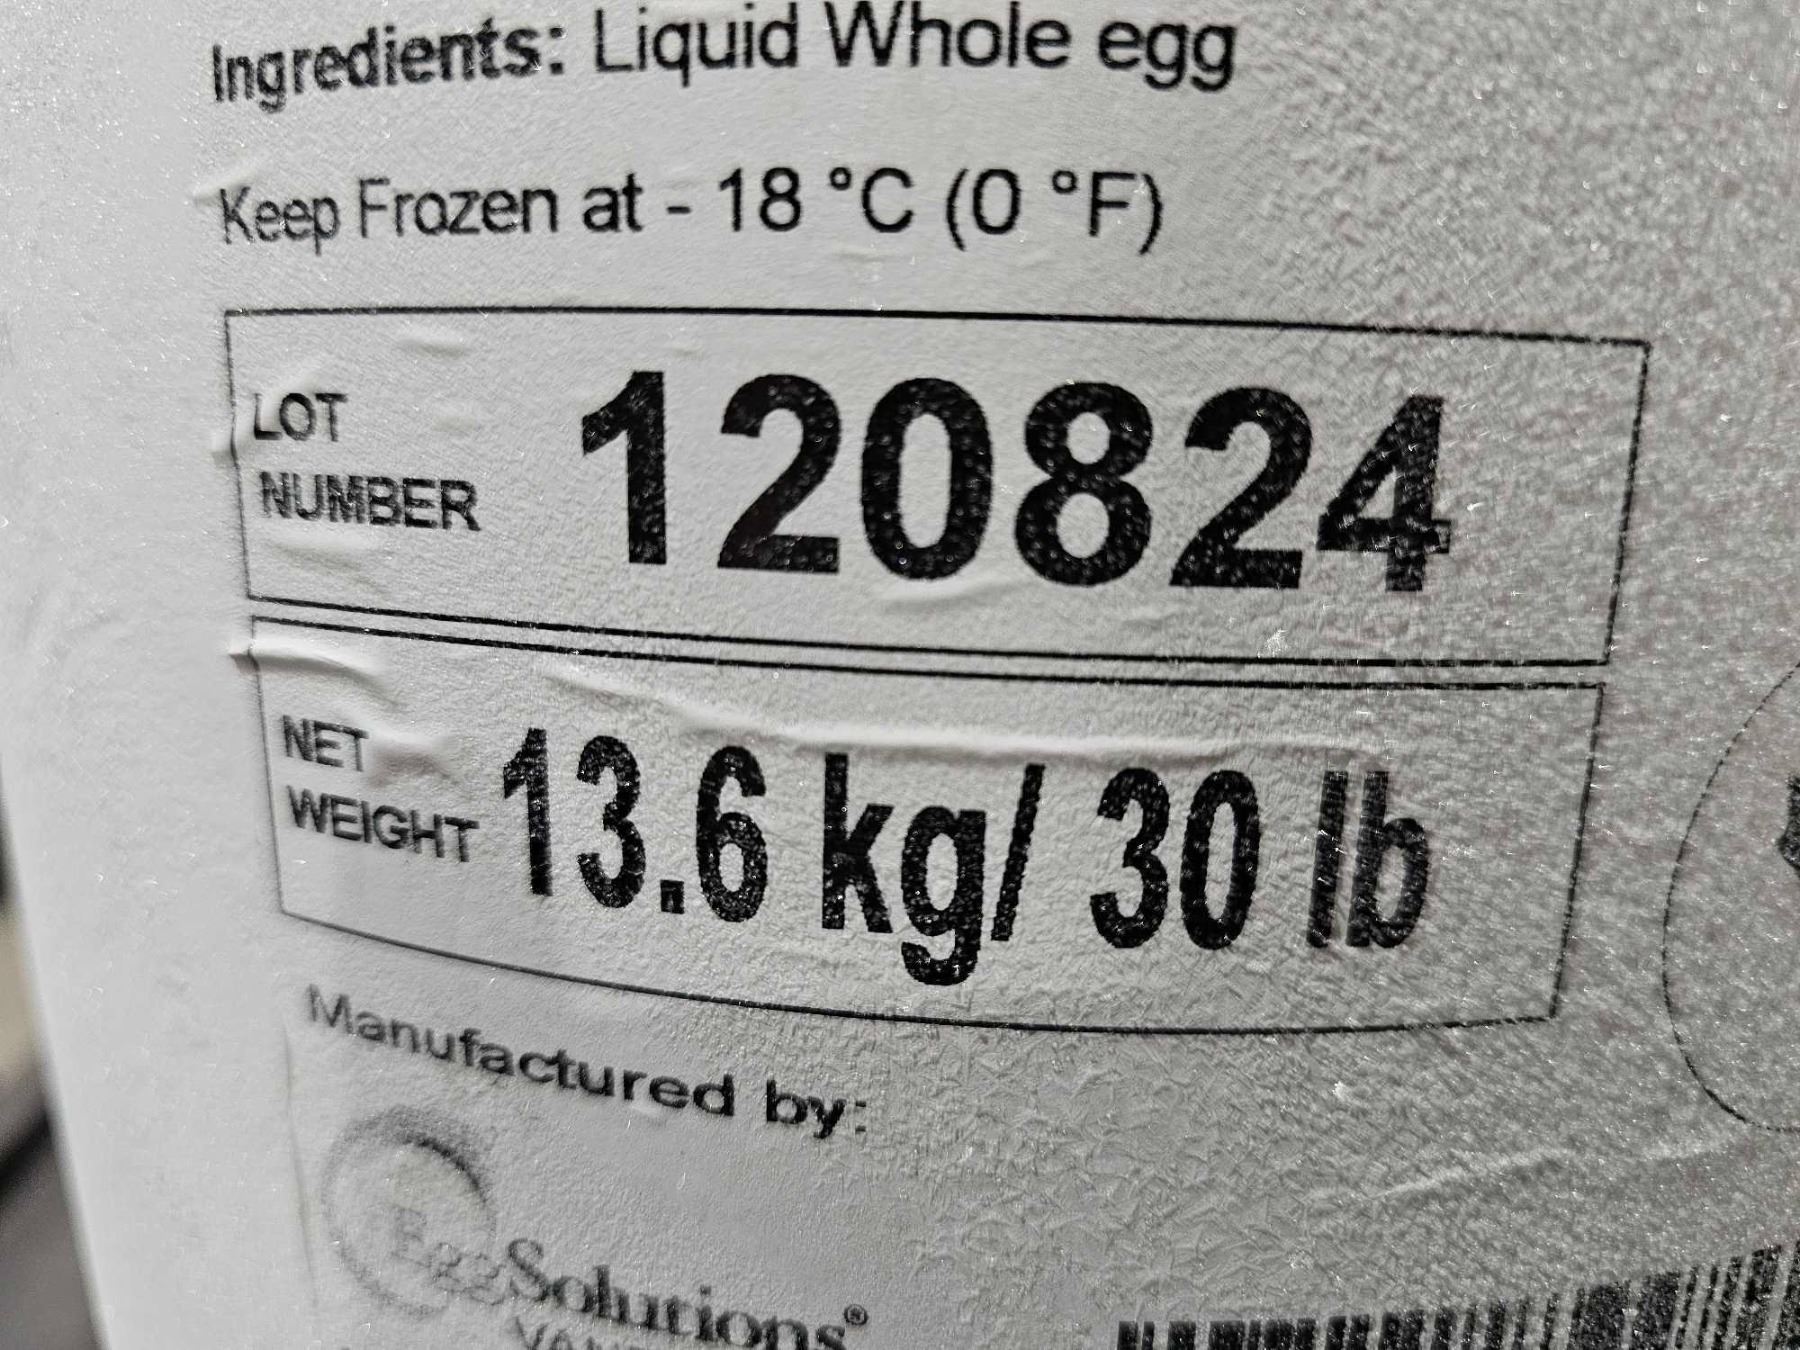 Ingredients: Liquid Whole egg
Keep Frozen at - 18 °C (0 °F)
LOT NUMBER 120824
NET WEIGHT 13.6 kg/ 30 lb
Manufactured by:
EggSolutions®